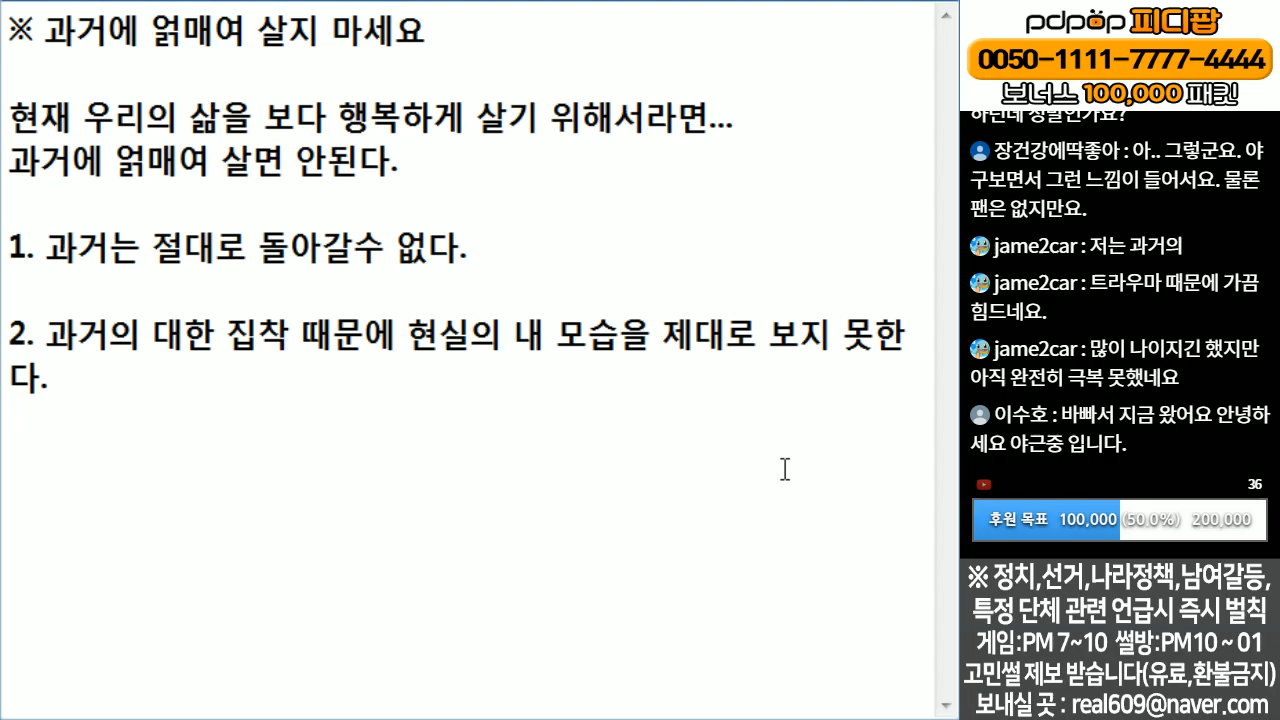 ※ 과거에 얽매여 살지 마세요
현재 우리의 삶을 보다 행복하게 살기 위해서라면...
과거에 얽매여 살면 안된다.
1. 과거는 절대로 돌아갈수 없다.
2. 과거의 대한 집착 때문에 현실의 내 모습을 제대로 보지 못한
다.
pdpop 피디팝
0050-1111-7777-4444
보너스 100,000 패킷
장건강에딱좋아 : 아.. 그렇군요. 야
구보면서 그런 느낌이 들어서요. 물론
팬은 없지만요.
jame2car : 저는 과거의
jame2car : 트라우마 때문에 가끔
힘드네요.
jame2car : 많이 나이지긴 했지만
아직 완전히 극복 못했네요
이수호 : 바빠서 지금 왔어요 안녕하
세요 야근중 입니다.
36
후원 목표 100,000 (50.0%) 200,000
※ 정치,선거,나라정책,남여갈등,
특정 단체 관련 언급시 즉시 벌칙
게임:PM 7~10 썰방:PM10 ~ 01
고민썰 제보 받습니다(유료,환불금지)
보내실 곳 : real609@naver.com